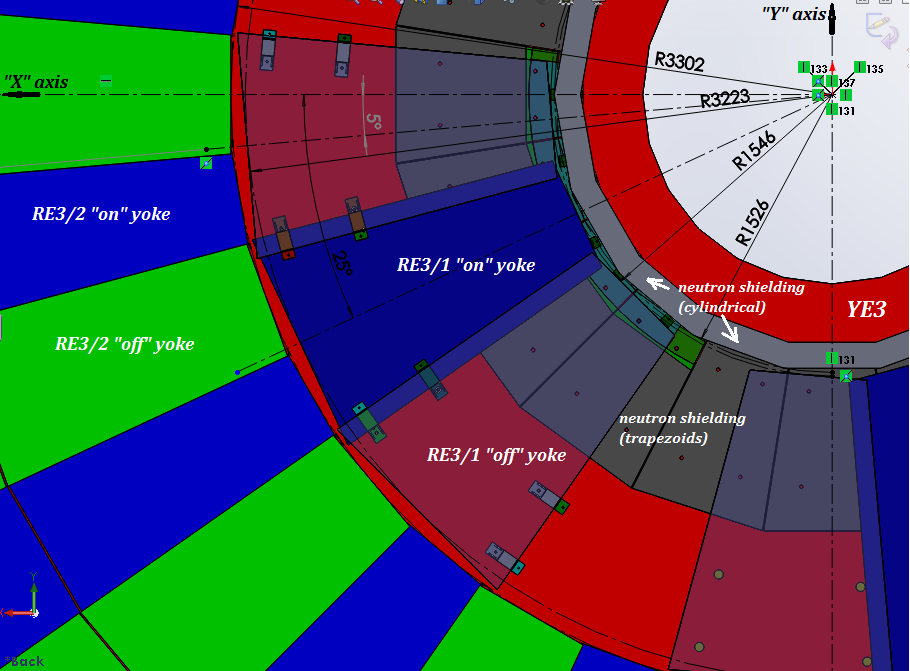 "Y" axis
"X" axis
R3302
133
135
137
131
R3223
R1546
R1526
5°
25°
RE3/2 "on" yoke
RE3/1 "on" yoke
neutron shielding
(cylindrical)
YE3
RE3/2 "off" yoke
131
neutron shielding
(trapezoids)
RE3/1 "off" yoke
Y
*Back